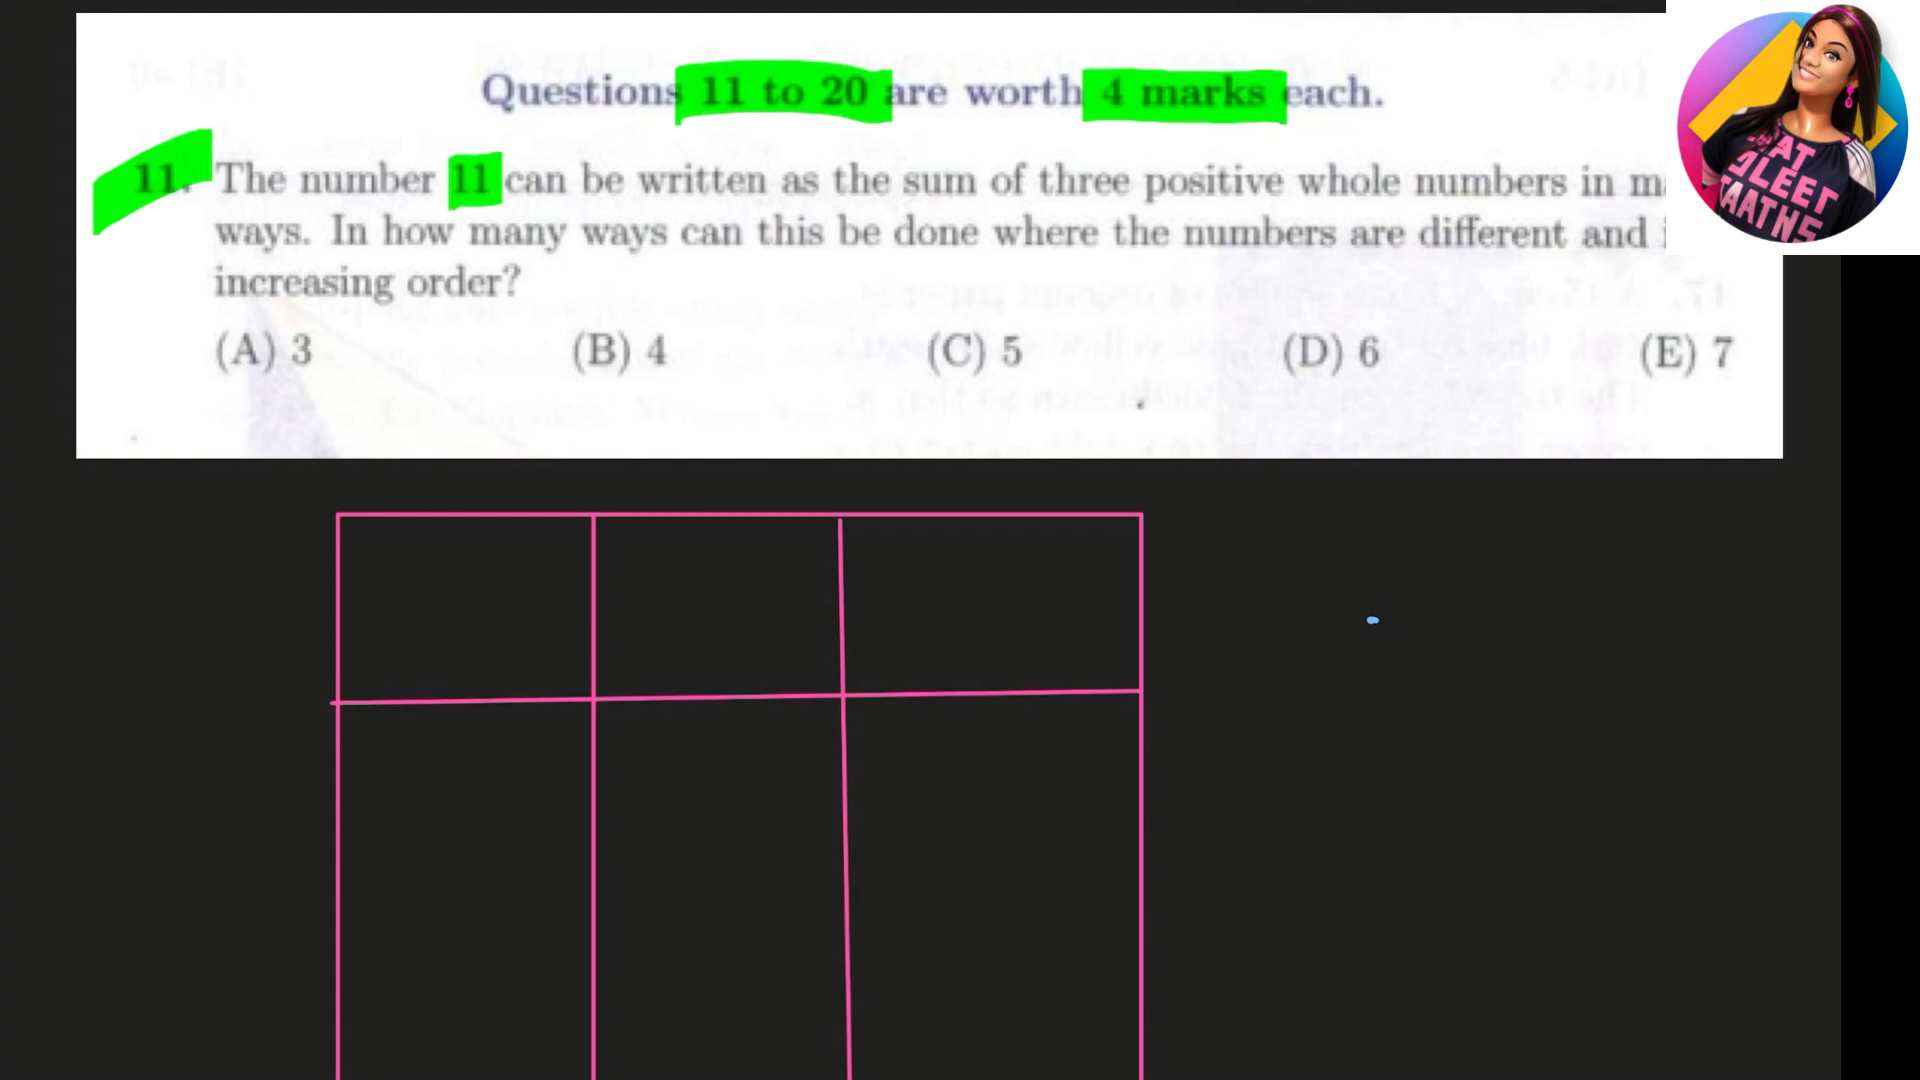 Questions 11 to 20 are worth 4 marks each.
11. The number 11 can be written as the sum of three positive whole numbers in
ways. In how many ways can this be done where the numbers are different and
increasing order?
(A) 3 (B) 4 (C) 5 (D) 6 (E) 7